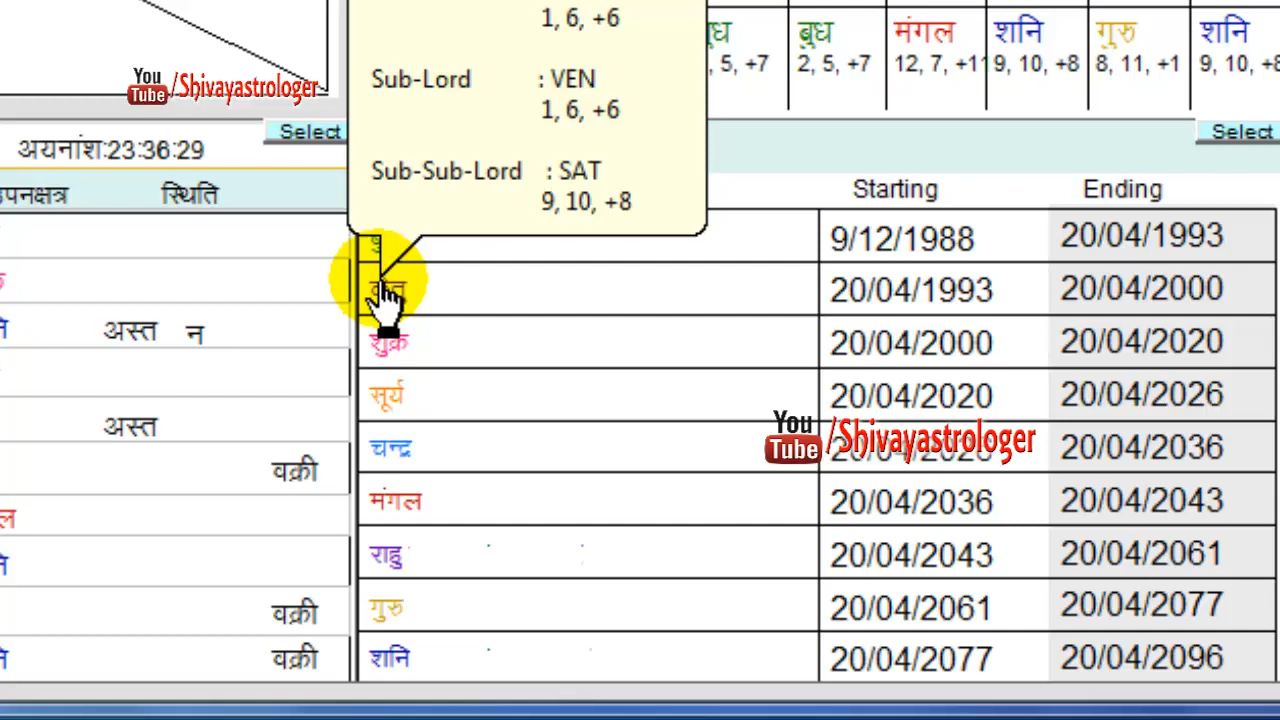 1, 6, +6
Sub-Lord : VEN
1, 6, +6
Sub-Sub-Lord : SAT
9, 10, +8
बुध मंगल शनि गुरु शनि
, 5, +7 2, 5, +7 12, 7, +1 9, 10, +8 8, 11, +1 9, 10, +8
You Tube /Shivayastrologer
अयनांश:23:36:29
Select
Select
स्थिति
Starting Ending
9/12/1988 20/04/1993
20/04/1993 20/04/2000
अस्त न
शुक्र 20/04/2000 20/04/2020
सूर्य 20/04/2020 20/04/2026
अस्त
चन्द्र 20/04/2026 20/04/2036
You Tube /Shivayastrologer
वक्री
मंगल 20/04/2036 20/04/2043
राहु 20/04/2043 20/04/2061
वक्री
गुरु 20/04/2061 20/04/2077
वक्री
शनि 20/04/2077 20/04/2096